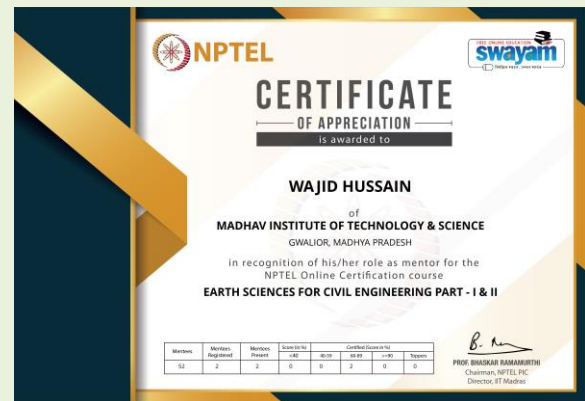 NPTEL
FREE ONLINE EDUCATION
swayam
CERTIFICATE
OF APPRECIATION
is awarded to
WAJID HUSSAIN
of
MADHAV INSTITUTE OF TECHNOLOGY & SCIENCE
GWALIOR, MADHYA PRADESH
in recognition of his/her role as mentor for the
NPTEL Online Certification course
EARTH SCIENCES FOR CIVIL ENGINEERING PART - I & II
Mentees Mentees Registered Mentees Present Score (in %) Certified (Score in %)
<40 40-59 60-89 >=90 Toppers
52 2 2 0 0 2 0 0
PROF. BHASKAR RAMAMURTHI
Chairman, NPTEL PIC
Director, IIT Madras